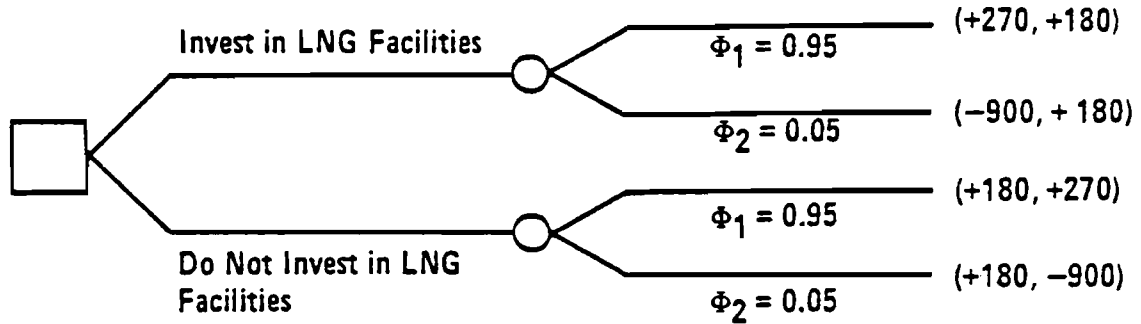 Invest in LNG Facilities
Φ1 = 0.95
(+270, +180)
Φ2 = 0.05
(−900, + 180)
Do Not Invest in LNG
Facilities
Φ1 = 0.95
(+180, +270)
Φ2 = 0.05
(+180, −900)